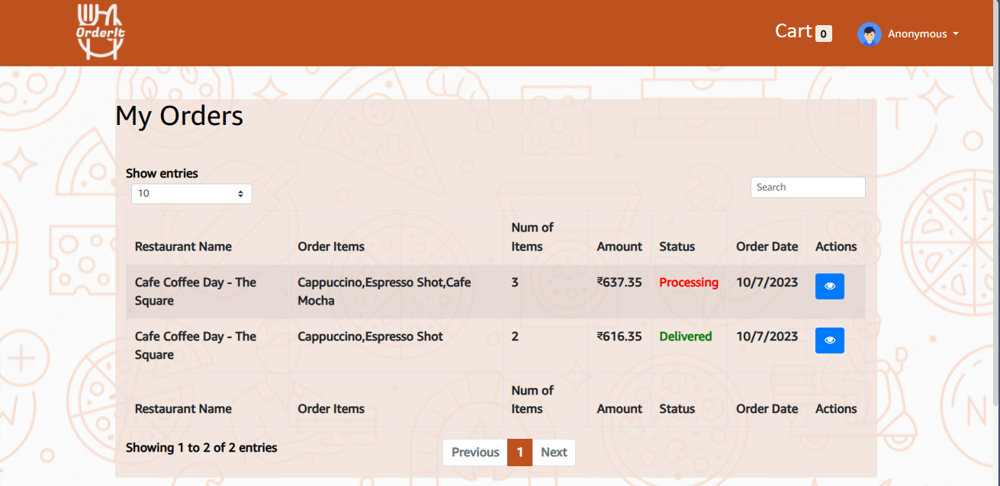 OrderIt
Cart 0
Anonymous
My Orders
Show entries
10
Search
Num of
Restaurant Name Order Items Items Amount Status Order Date Actions
Cafe Coffee Day - The Cappuccino,Espresso Shot,Cafe 3 ₹637.35 Processing 10/7/2023
Square Mocha
Cafe Coffee Day - The Cappuccino,Espresso Shot 2 ₹616.35 Delivered 10/7/2023
Square
Num of
Restaurant Name Order Items Items Amount Status Order Date Actions
Showing 1 to 2 of 2 entries Previous 1 Next